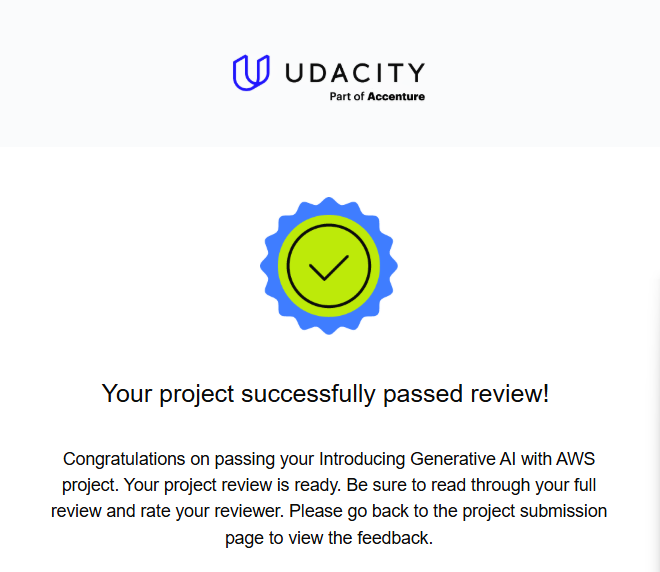 UDACITY
Part of Accenture
Your project successfully passed review!
Congratulations on passing your Introducing Generative AI with AWS
project. Your project review is ready. Be sure to read through your full
review and rate your reviewer. Please go back to the project submission
page to view the feedback.